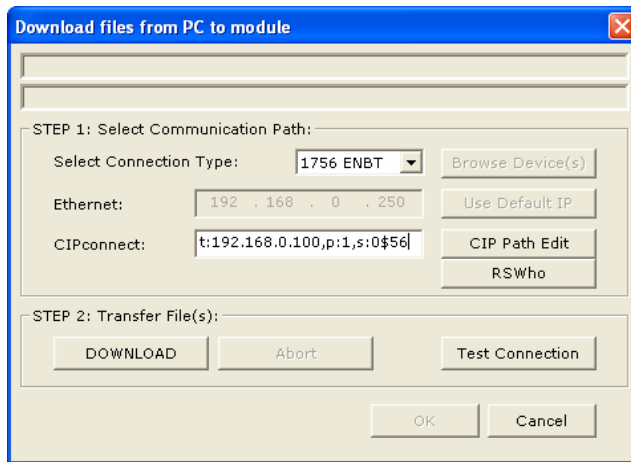 Download files from PC to module
STEP 1: Select Communication Path:
Select Connection Type: 1756 ENBT Browse Device(s)
Ethernet: 192 . 168 . 0 . 250 Use Default IP
CIPconnect: t:192.168.0.100,p:1,s:0$56 CIP Path Edit
RSWho
STEP 2: Transfer File(s):
DOWNLOAD Abort Test Connection
OK Cancel